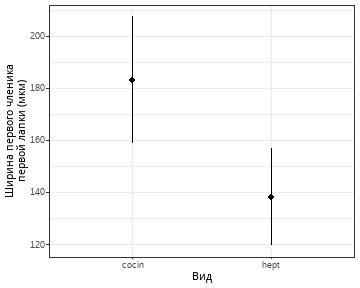 Ширина первого членика
первой лапки (мкм)
200
180
160
140
120
cocin
hept
Вид